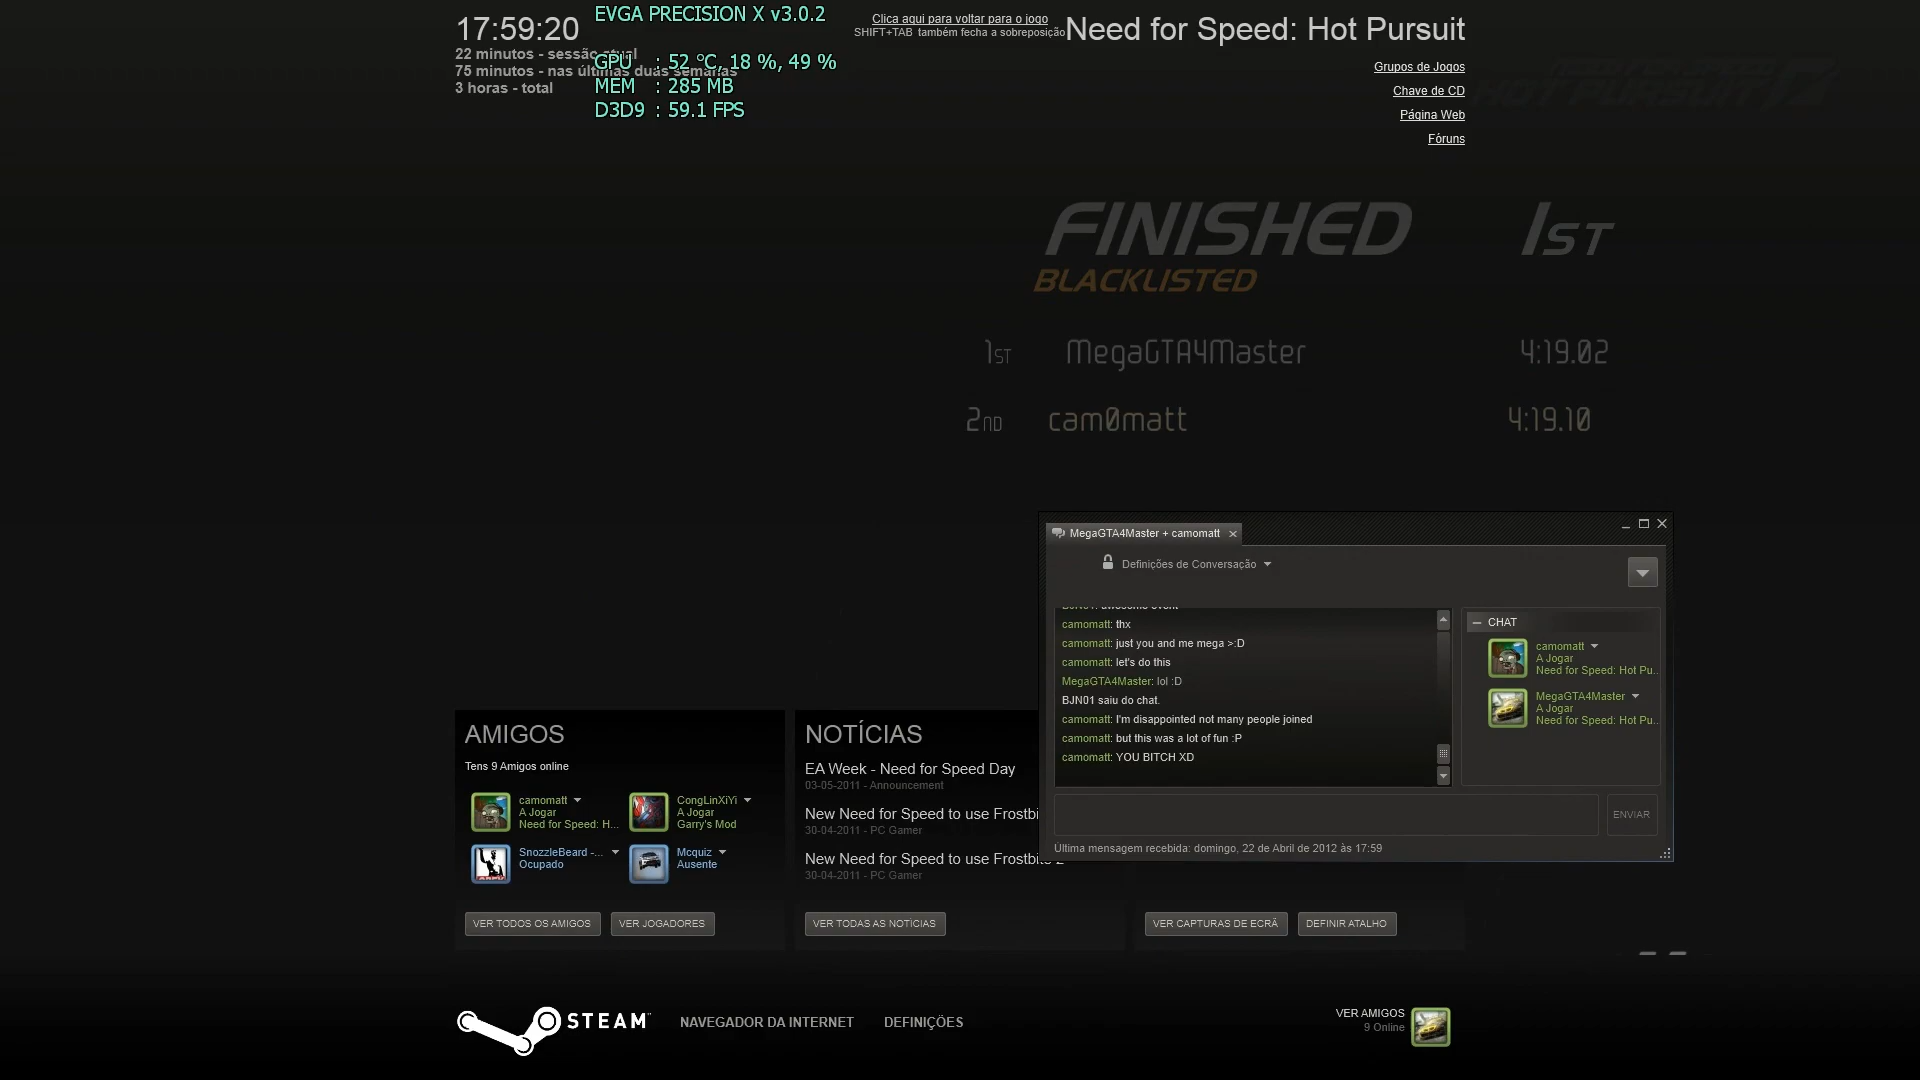 17:59:20
22 minutos - sessão atual
75 minutos - nas últimas duas semanas
3 horas - total
EVGA PRECISION X v3.0.2
GPU : 52 °C, 18 %, 49 %
MEM : 285 MB
D3D9 : 59.1 FPS
Clica aqui para voltar para o jogo
SHIFT+TAB também fecha a sobreposição
Need for Speed: Hot Pursuit
Grupos de Jogos
Chave de CD
Página Web
Fóruns
NEED FOR SPEED
HOT PURSUIT
FINISHED 1ST
BLACKLISTED
1ST MegaGTA4Master 4:19.02
2ND cam0matt 4:19.10
MegaGTA4Master + camomatt
Definições de Conversação
BJN01: awesome event
camomatt: thx
camomatt: just you and me mega >:D
camomatt: let's do this
MegaGTA4Master: lol :D
BJN01 saiu do chat.
camomatt: I'm disappointed not many people joined
camomatt: but this was a lot of fun :P
camomatt: YOU BITCH XD
CHAT
camomatt
A Jogar
Need for Speed: Hot Pu...
MegaGTA4Master
A Jogar
Need for Speed: Hot Pu...
ENVIAR
Última mensagem recebida: domingo, 22 de Abril de 2012 às 17:59
AMIGOS
Tens 9 Amigos online
camomatt
A Jogar
Need for Speed: H...
CongLinXiYi
A Jogar
Garry's Mod
SnozzleBeard -...
Ocupado
Mcquiz
Ausente
VER TODOS OS AMIGOS
VER JOGADORES
NOTÍCIAS
EA Week - Need for Speed Day
03-05-2011 - Announcement
New Need for Speed to use Frostbi
30-04-2011 - PC Gamer
New Need for Speed to use Frostbite 2
30-04-2011 - PC Gamer
VER TODAS AS NOTÍCIAS
VER CAPTURAS DE ECRÃ
DEFINIR ATALHO
STEAM™
NAVEGADOR DA INTERNET
DEFINIÇÕES
VER AMIGOS
9 Online